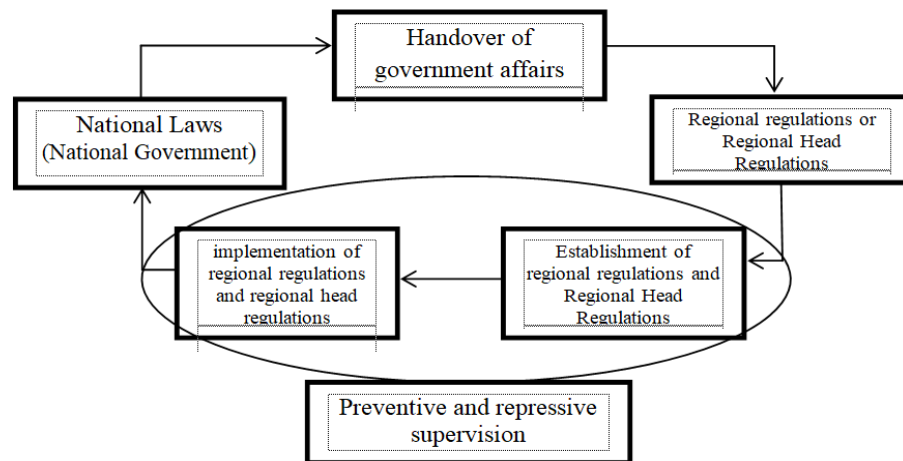 Handover of
government affairs
National Laws
(National Government)
Regional regulations or
Regional Head
Regulations
implementation of
regional regulations
and regional head
regulations
Establishment of
regional regulations and
Regional Head
Regulations
Preventive and repressive
supervision